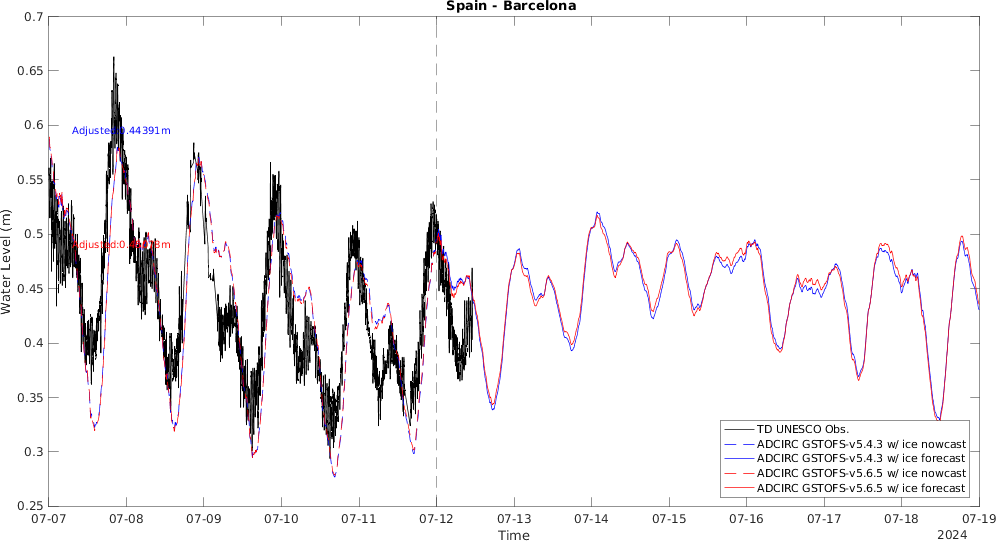 Spain - Barcelona
0.7
0.65
0.6
0.55
0.5
0.45
0.4
0.35
0.3
0.25
Water Level (m)
Adjusted:0.44391m
TD UNESCO Obs.
ADCIRC GSTOFS-v5.4.3 w/ ice nowcast
ADCIRC GSTOFS-v5.4.3 w/ ice forecast
ADCIRC GSTOFS-v5.6.5 w/ ice nowcast
ADCIRC GSTOFS-v5.6.5 w/ ice forecast
07-07 07-08 07-09 07-10 07-11 07-12 07-13 07-14 07-15 07-16 07-17 07-18 07-19
Time
2024